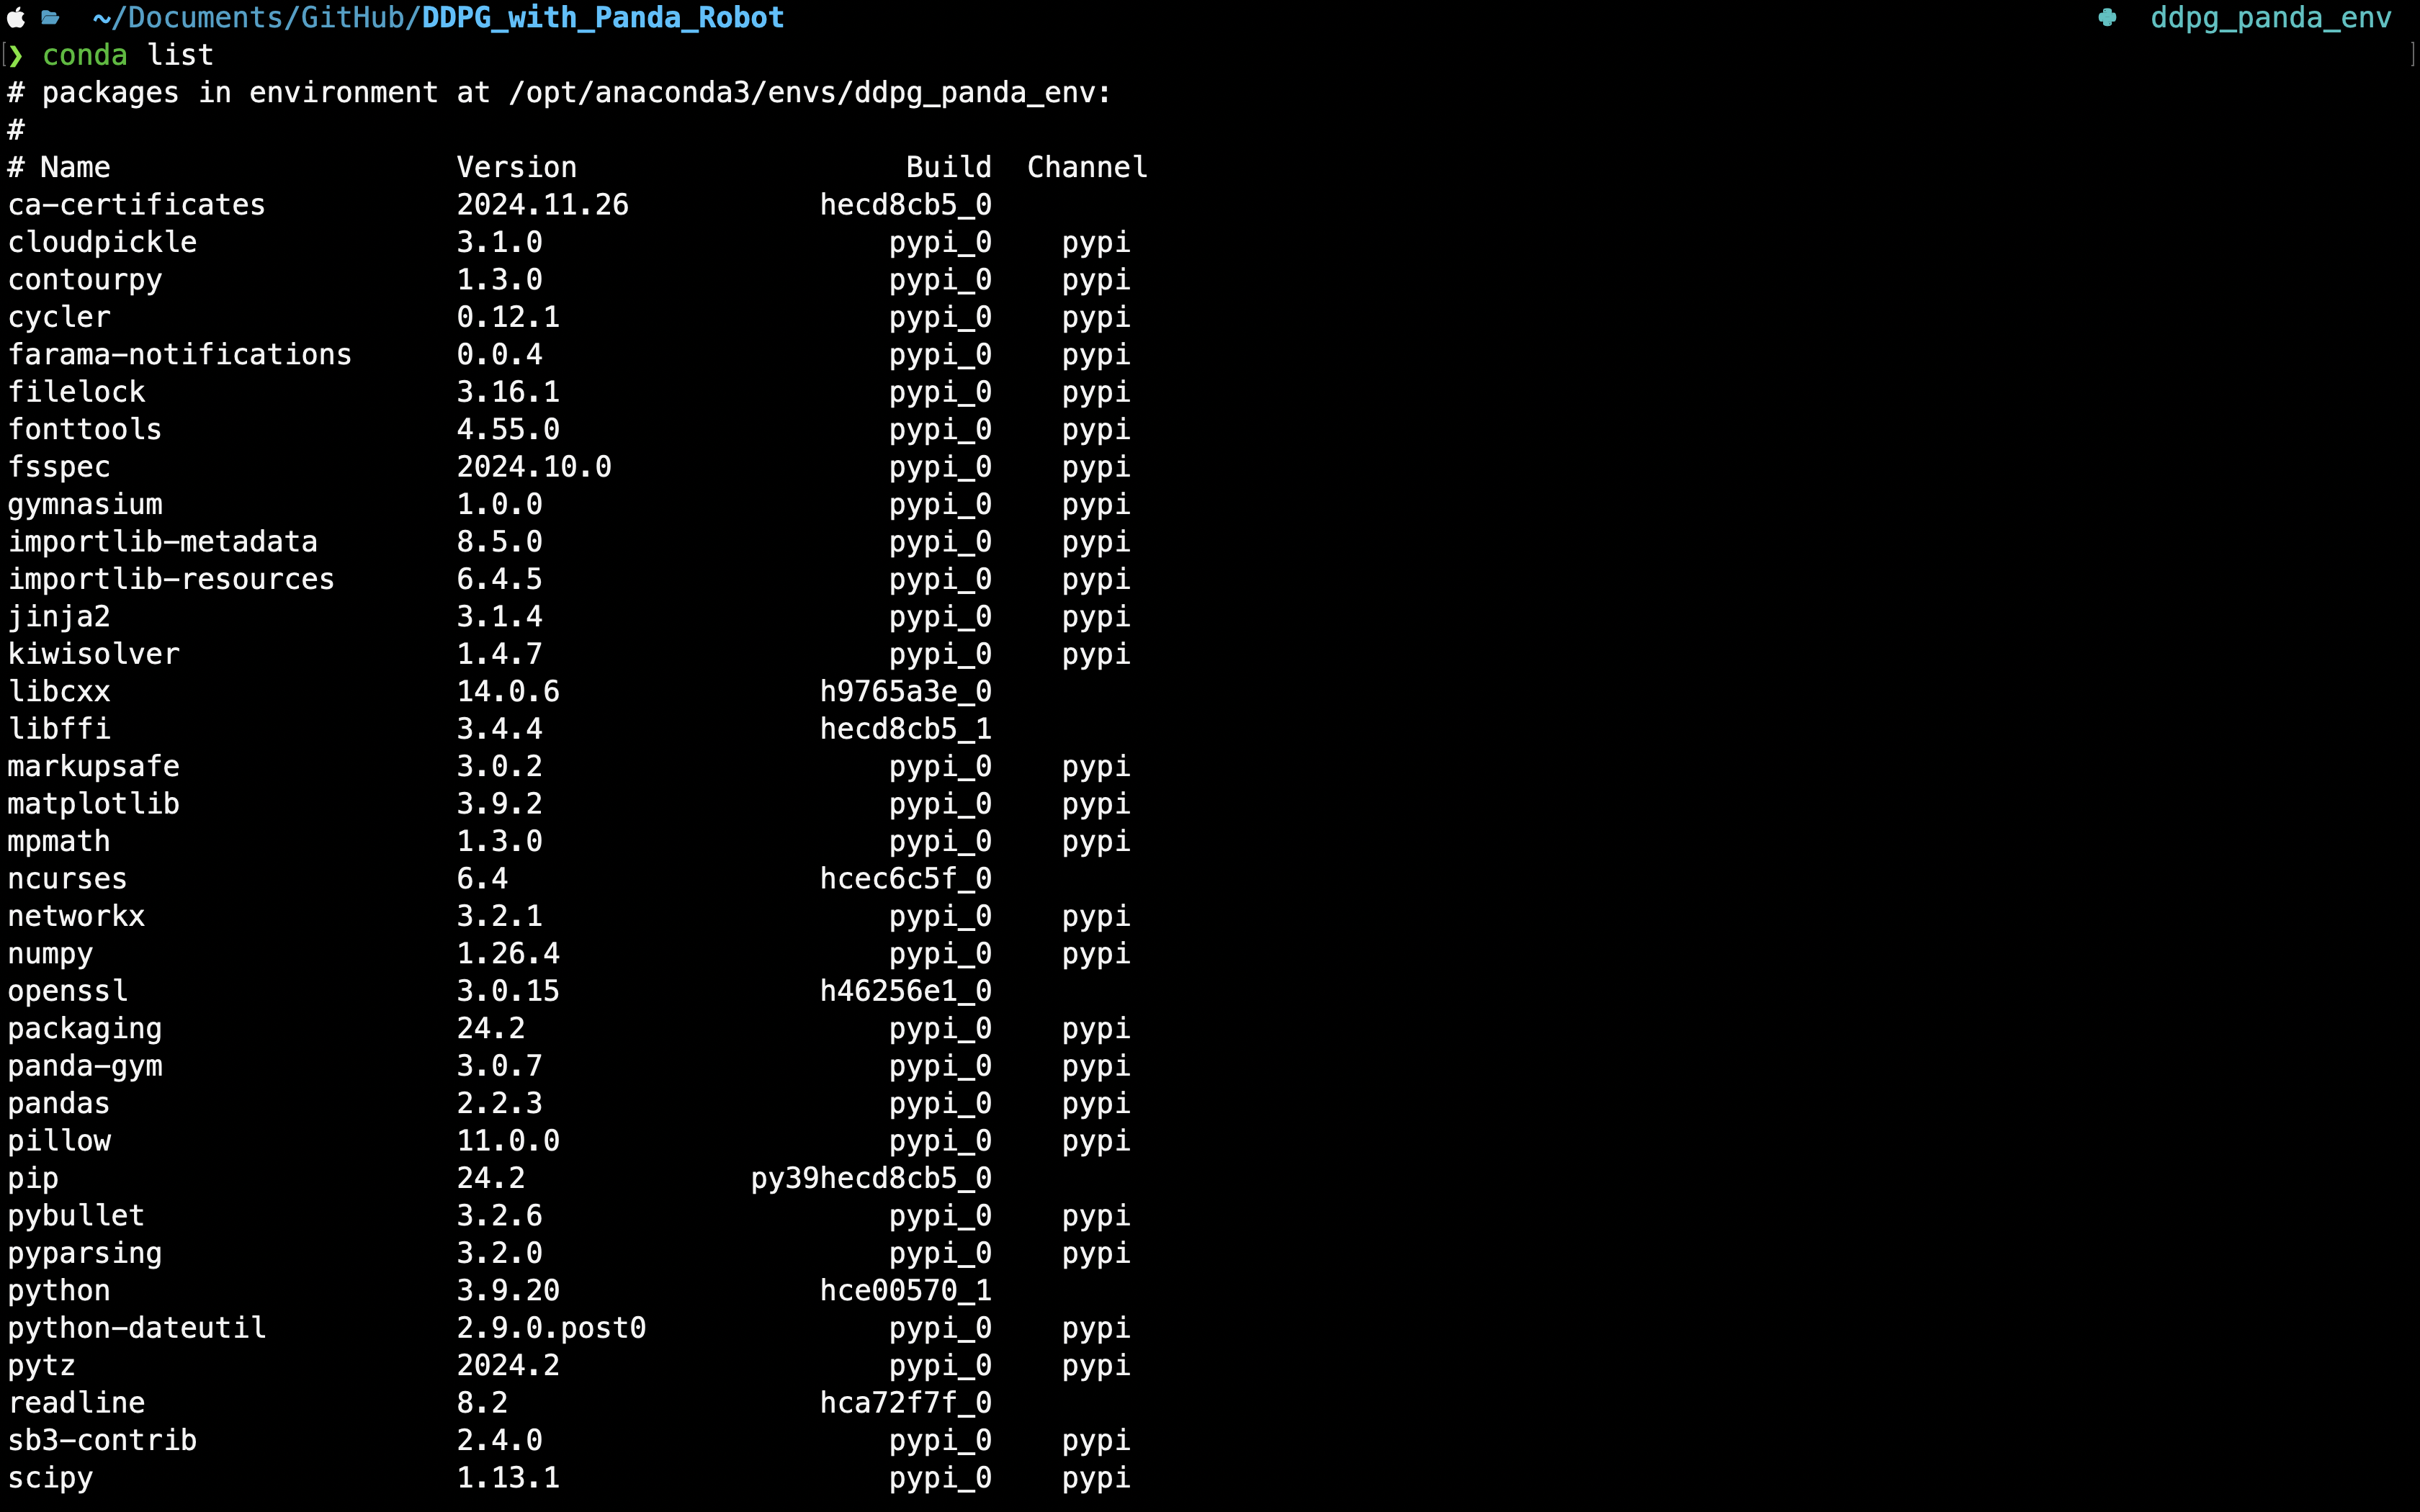 ~/Documents/GitHub/DDPG_with_Panda_Robot ddpg_panda_env
❯ conda list
# packages in environment at /opt/anaconda3/envs/ddpg_panda_env:
#
# Name Version Build Channel
ca-certificates 2024.11.26 hecd8cb5_0
cloudpickle 3.1.0 pypi_0 pypi
contourpy 1.3.0 pypi_0 pypi
cycler 0.12.1 pypi_0 pypi
farama-notifications 0.0.4 pypi_0 pypi
filelock 3.16.1 pypi_0 pypi
fonttools 4.55.0 pypi_0 pypi
fsspec 2024.10.0 pypi_0 pypi
gymnasium 1.0.0 pypi_0 pypi
importlib-metadata 8.5.0 pypi_0 pypi
importlib-resources 6.4.5 pypi_0 pypi
jinja2 3.1.4 pypi_0 pypi
kiwisolver 1.4.7 pypi_0 pypi
libcxx 14.0.6 h9765a3e_0
libffi 3.4.4 hecd8cb5_1
markupsafe 3.0.2 pypi_0 pypi
matplotlib 3.9.2 pypi_0 pypi
mpmath 1.3.0 pypi_0 pypi
ncurses 6.4 hcec6c5f_0
networkx 3.2.1 pypi_0 pypi
numpy 1.26.4 pypi_0 pypi
openssl 3.0.15 h46256e1_0
packaging 24.2 pypi_0 pypi
panda-gym 3.0.7 pypi_0 pypi
pandas 2.2.3 pypi_0 pypi
pillow 11.0.0 pypi_0 pypi
pip 24.2 py39hecd8cb5_0
pybullet 3.2.6 pypi_0 pypi
pyparsing 3.2.0 pypi_0 pypi
python 3.9.20 hce00570_1
python-dateutil 2.9.0.post0 pypi_0 pypi
pytz 2024.2 pypi_0 pypi
readline 8.2 hca72f7f_0
sb3-contrib 2.4.0 pypi_0 pypi
scipy 1.13.1 pypi_0 pypi